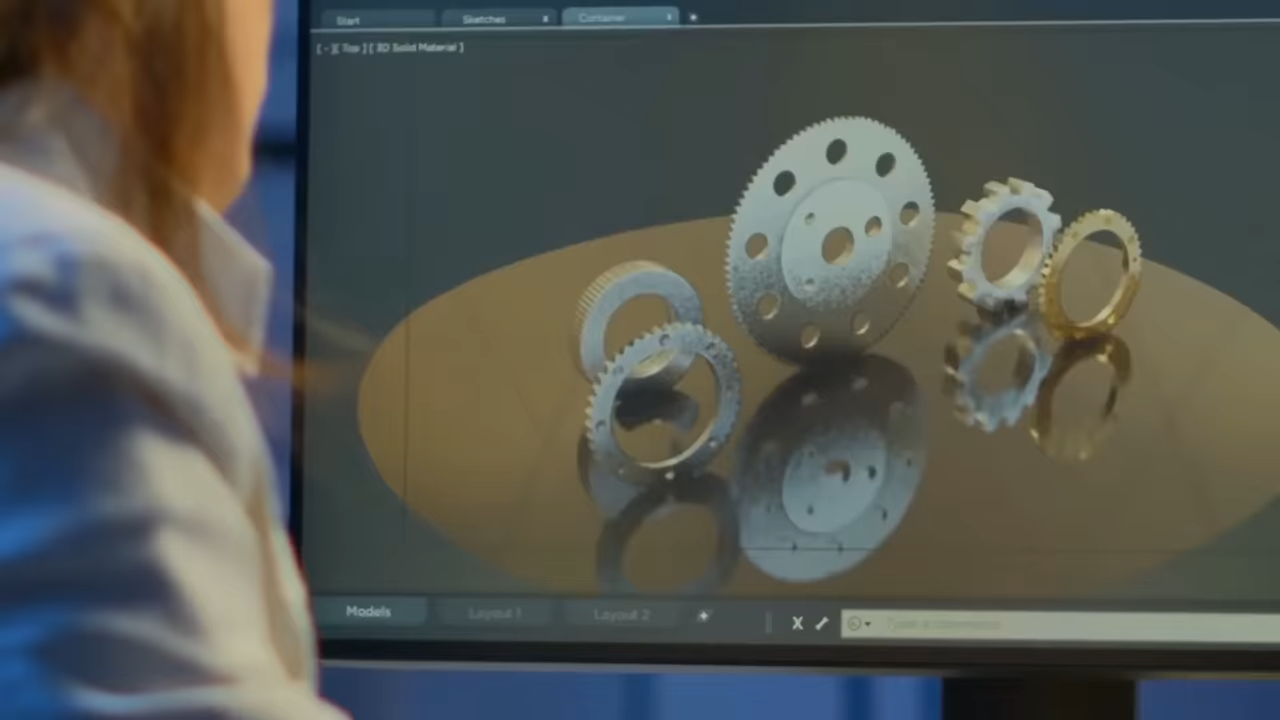 Start Sketches x Container x
[ - ][ Top ] [ 3D Solid Material ]
Models Layout 1 Layout 2
X